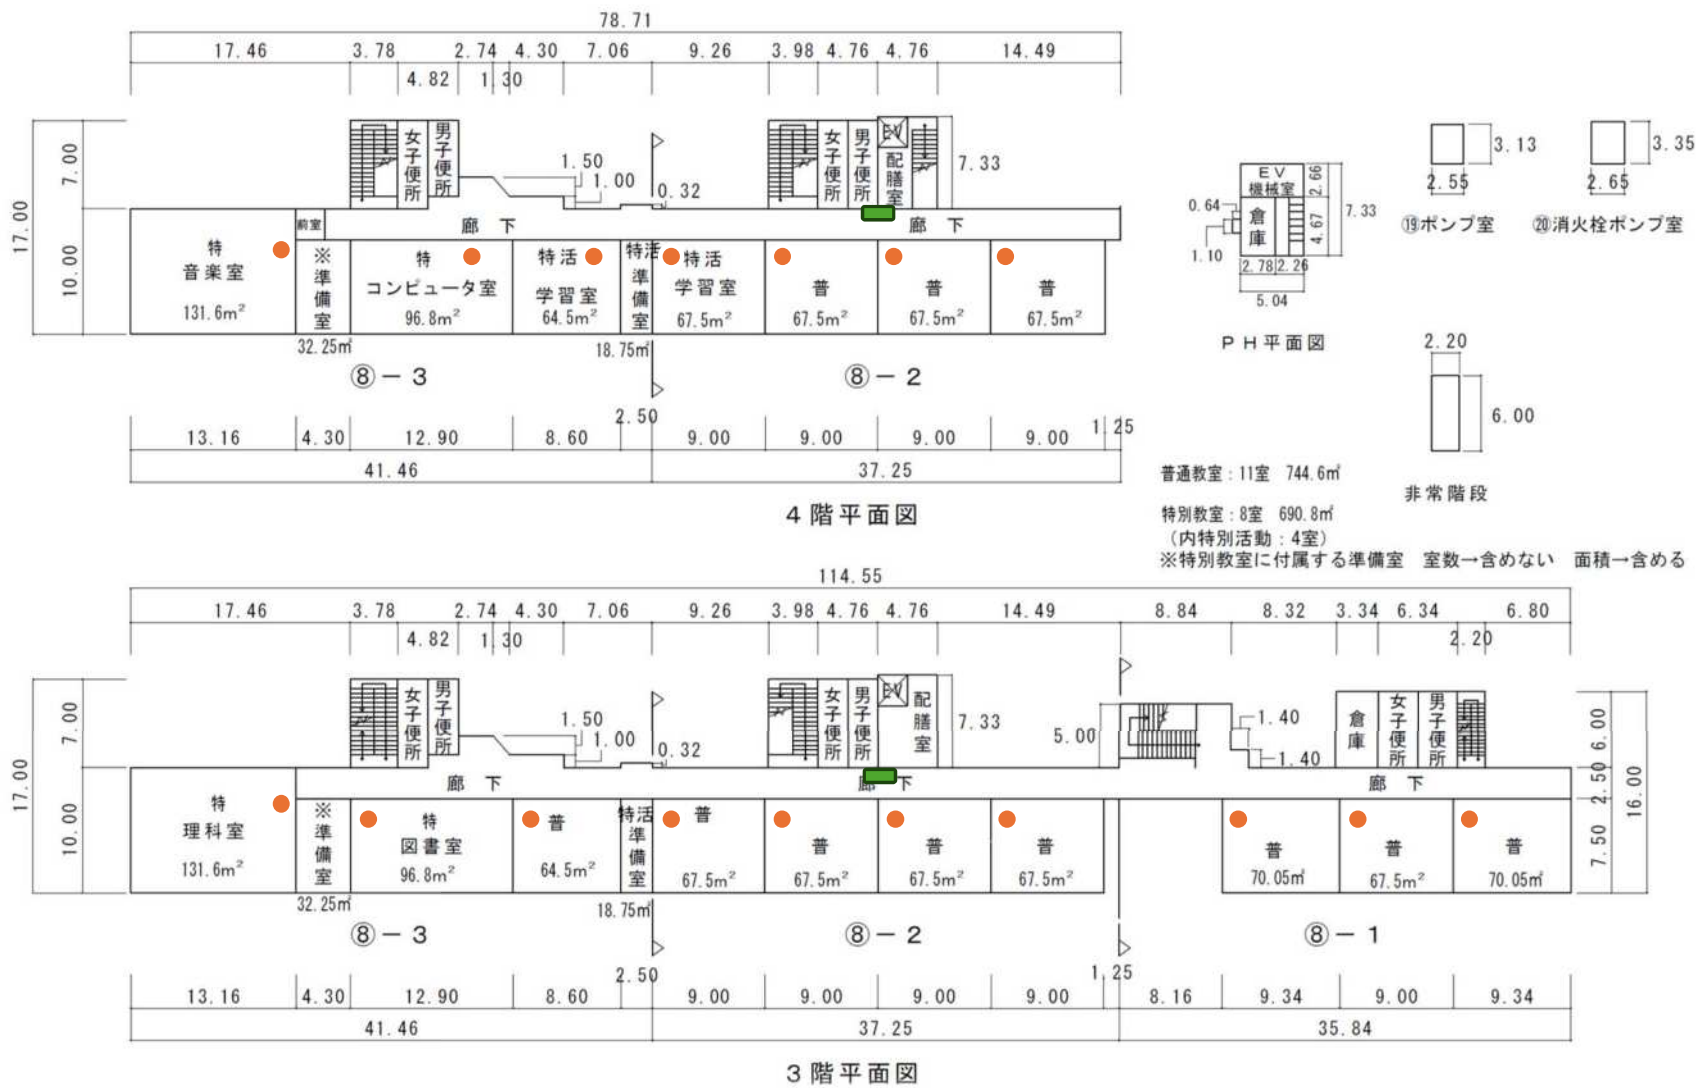 78.71
17.46 3.78 2.74 4.30 7.06 9.26 3.98 4.76 4.76 14.49
4.82 1.30
7.00
17.00
10.00
女子便所
男子便所
1.50
1.00
0.32
女子便所
男子便所
EV
配膳室
7.33
前室
廊下
廊下
特
音楽室
131.6m²
※準備室
32.25㎡
特
コンピュータ室
96.8m²
特活
学習室
64.5m²
特活
準備室
18.75㎡
特活
学習室
67.5m²
普
67.5m²
普
67.5m²
普
67.5m²
⑧－3
⑧－2
2.50
1.25
13.16 4.30 12.90 8.60 9.00 9.00 9.00 9.00
41.46 37.25
4階平面図
EV
機械室
倉庫
0.64
1.10
2.66
4.67
7.33
2.78 2.26
5.04
PH平面図
3.13
2.55
⑲ポンプ室
3.35
2.65
⑳消火栓ポンプ室
2.20
6.00
非常階段
普通教室：11室 744.6㎡
特別教室：8室 690.8㎡
（内特別活動：4室）
※特別教室に付属する準備室 室数→含めない 面積→含める
114.55
17.46 3.78 2.74 4.30 7.06 9.26 3.98 4.76 4.76 14.49 8.84 8.32 3.34 6.34 6.80
4.82 1.30 2.20
7.00
17.00
10.00
女子便所
男子便所
1.50
1.00
0.32
女子便所
男子便所
EV
配膳室
7.33
5.00
1.40
1.40
倉庫
女子便所
男子便所
6.00
2.50
7.50
16.00
廊下
廊下
廊下
特
理科室
131.6m²
※準備室
32.25㎡
特
図書室
96.8m²
普
64.5m²
特活
準備室
18.75㎡
普
67.5m²
普
67.5m²
普
67.5m²
普
67.5m²
普
70.05㎡
普
67.5m²
普
70.05㎡
⑧－3
⑧－2
⑧－1
2.50
1.25
13.16 4.30 12.90 8.60 9.00 9.00 9.00 9.00 8.16 9.34 9.00 9.34
41.46 37.25 35.84
3階平面図